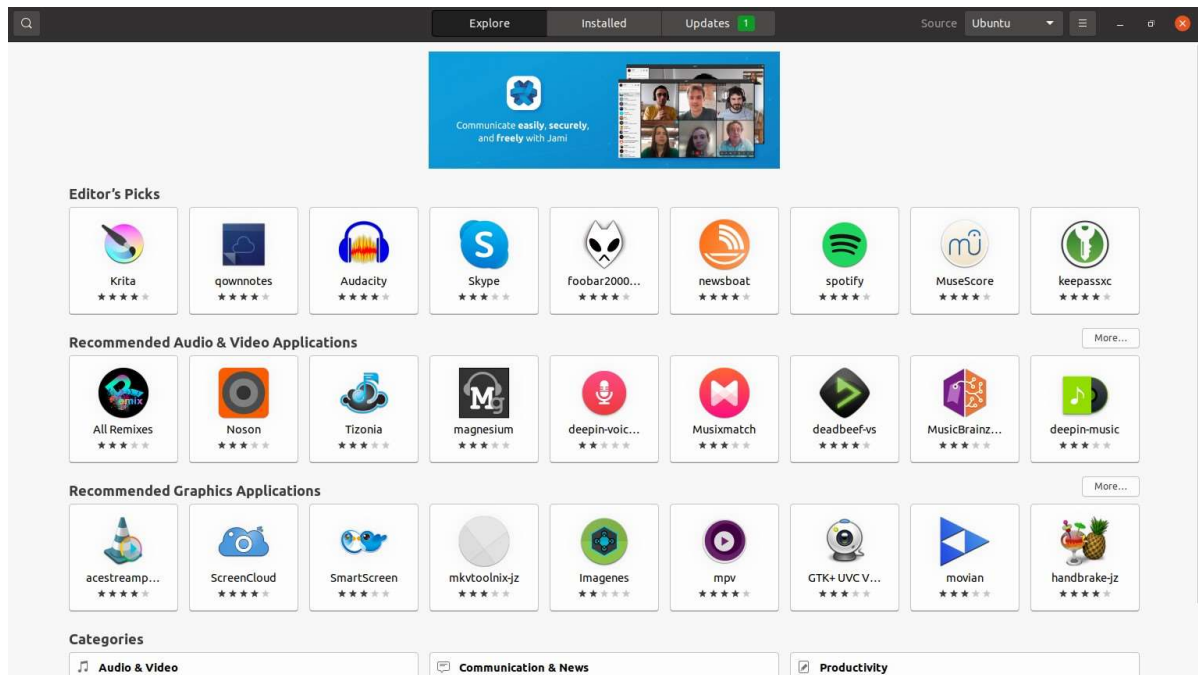 Explore Installed Updates 1 Source Ubuntu
Communicate easily, securely,
and freely with Jami
Editor's Picks
Krita qownnotes Audacity Skype foobar2000... newsboat spotify MuseScore keepassxc
Recommended Audio & Video Applications More...
All Remixes Noson Tizonia magnesium deepin-voic... Musixmatch deadbeef-vs MusicBrainz... deepin-music
Recommended Graphics Applications More...
acestreamp... ScreenCloud SmartScreen mkvtoolnix-jz Imagenes mpv GTK+ UVC V... movian handbrake-jz
Categories
Audio & Video Communication & News Productivity